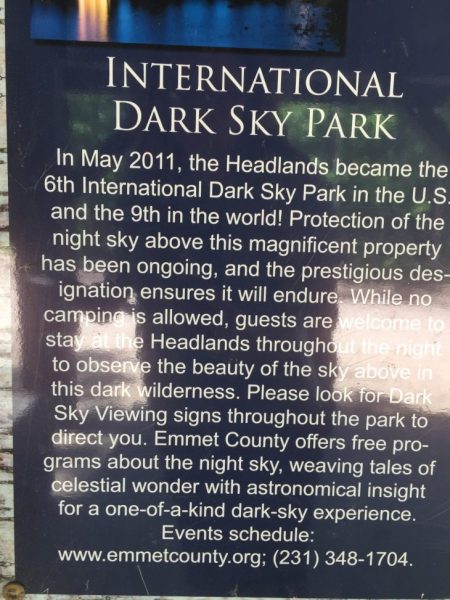 INTERNATIONAL
DARK SKY PARK
In May 2011, the Headlands became the
6th International Dark Sky Park in the U.S.
and the 9th in the world! Protection of the
night sky above this magnificent property
has been ongoing, and the prestigious des-
ignation ensures it will endure. While no
camping is allowed, guests are welcome to
stay at the Headlands throughout the night
to observe the beauty of the sky above in
this dark wilderness. Please look for Dark
Sky Viewing signs throughout the park to
direct you. Emmet County offers free pro-
grams about the night sky, weaving tales of
celestial wonder with astronomical insight
for a one-of-a-kind dark-sky experience.
Events schedule:
www.emmetcounty.org; (231) 348-1704.